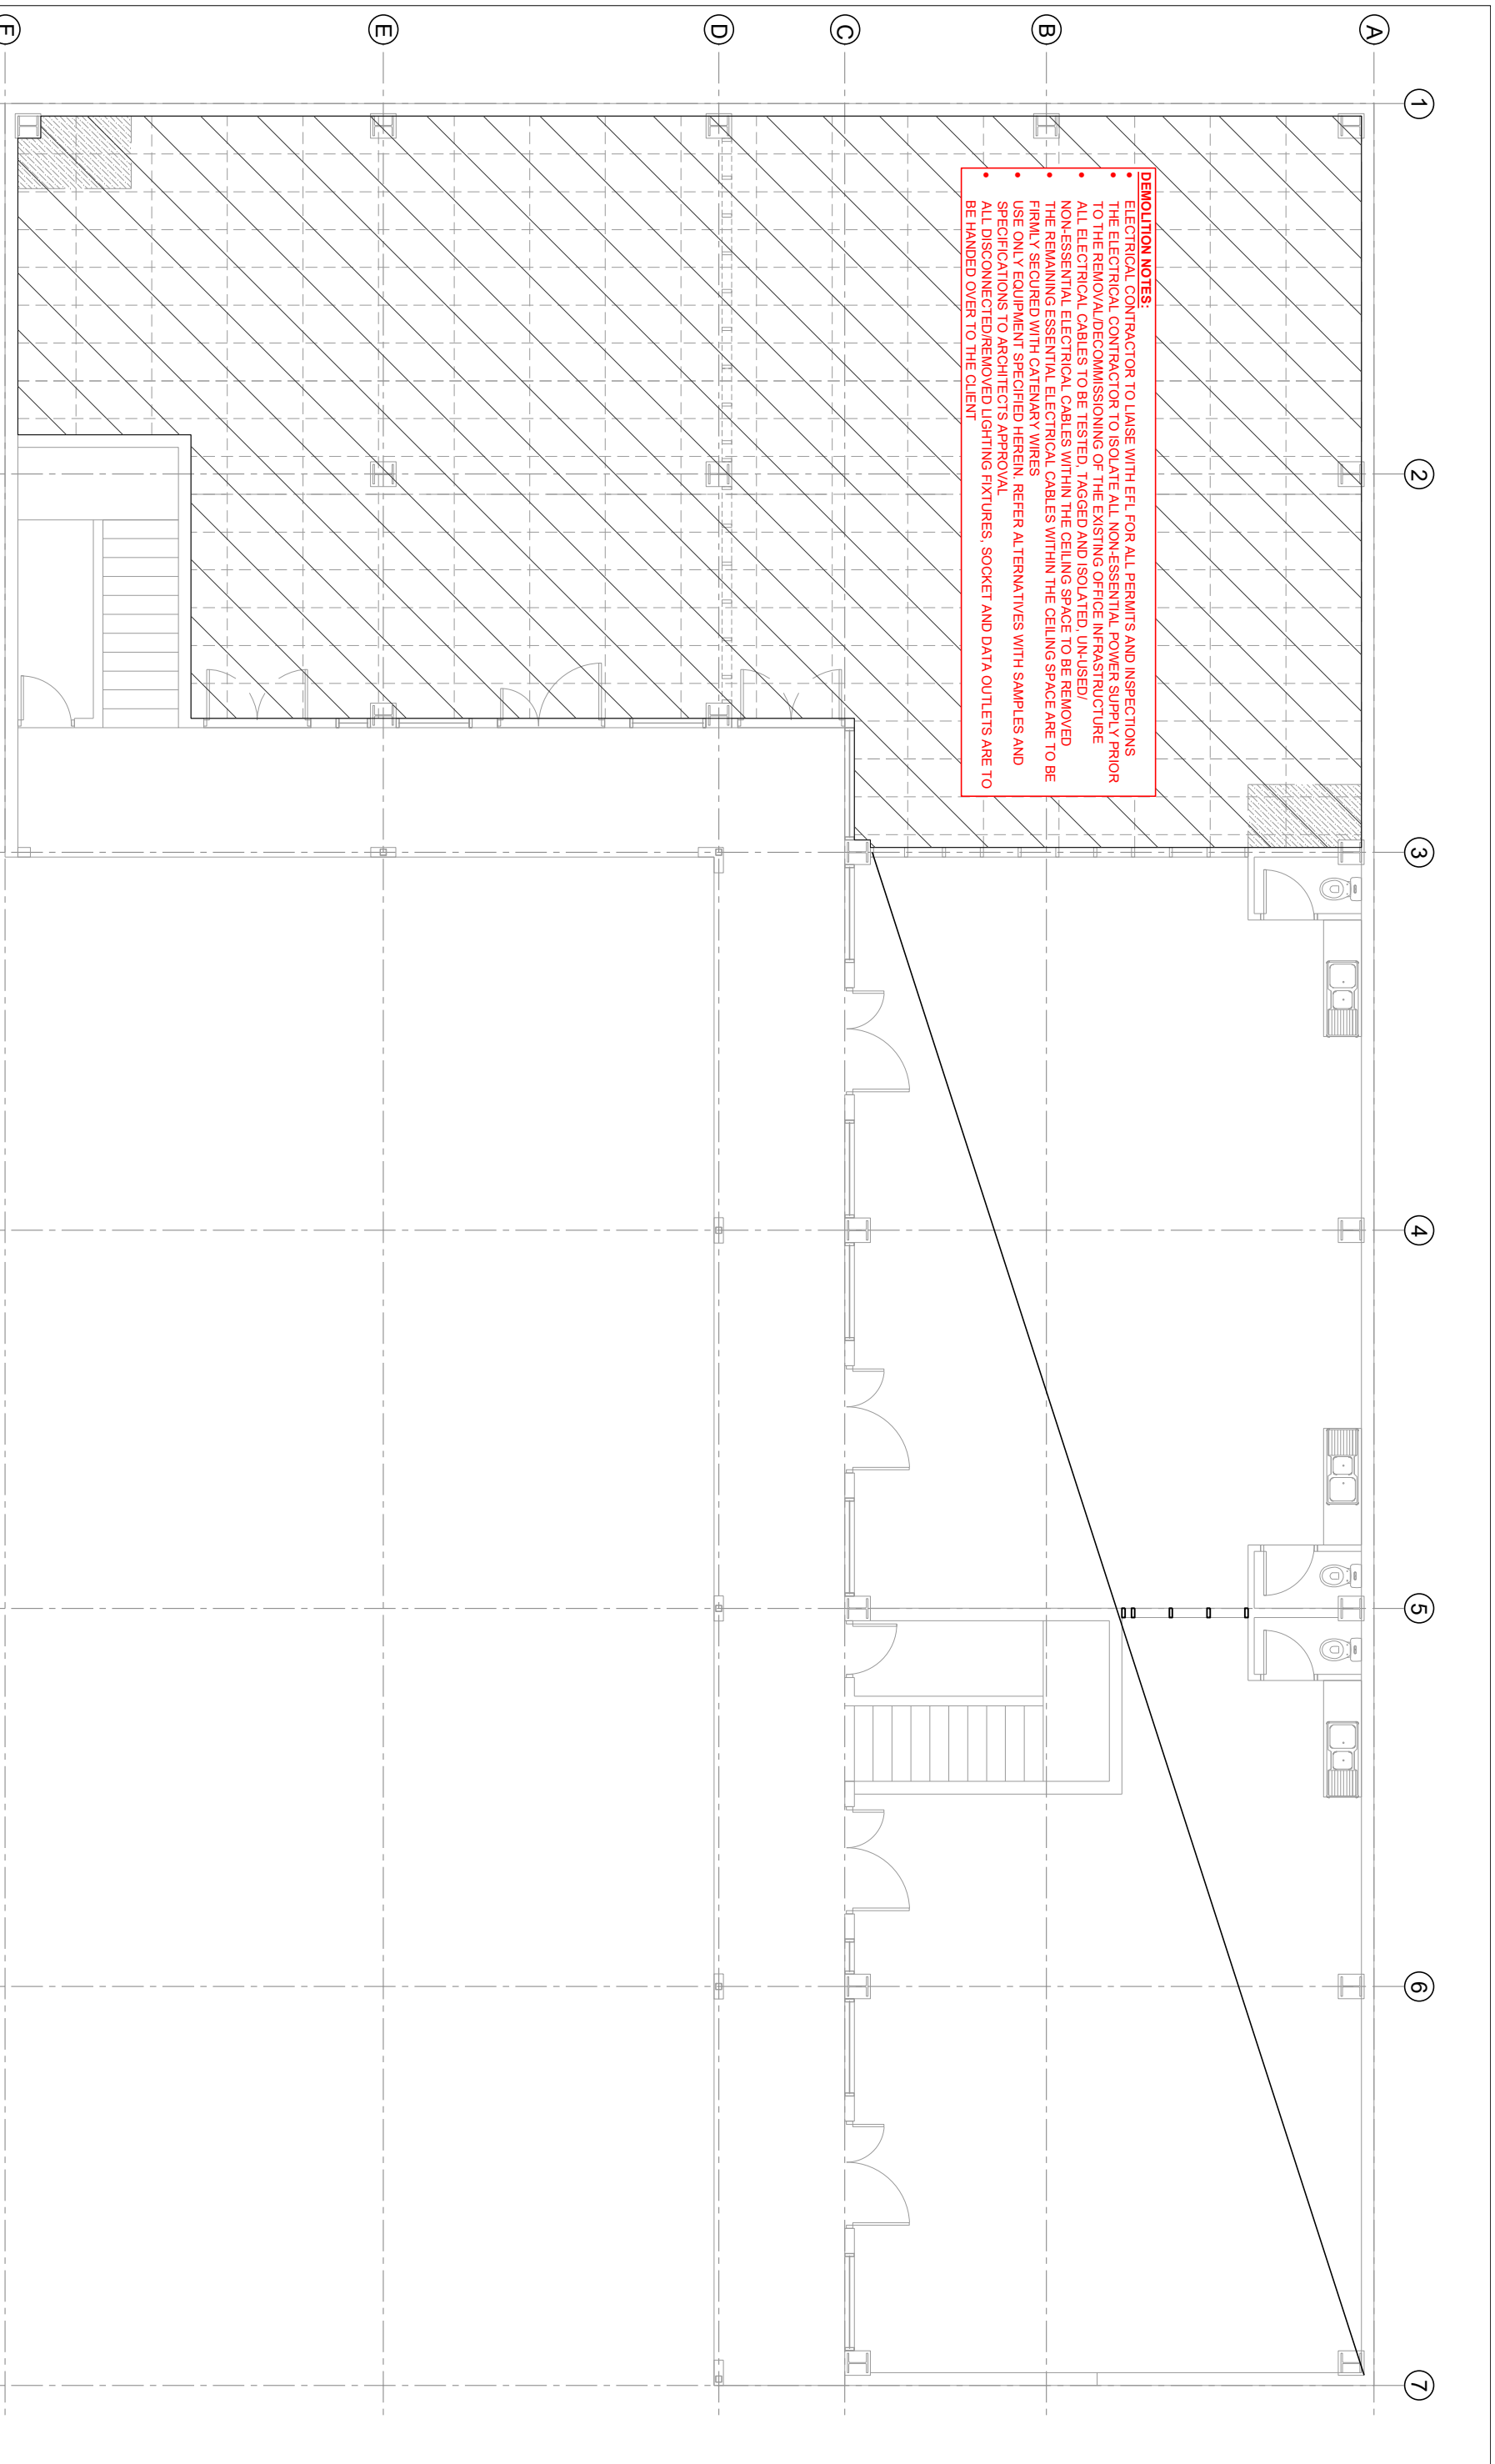 F
E
D
C
B
A
1
2
3
4
5
6
7
DEMOLITION NOTES:
• ELECTRICAL CONTRACTOR TO LIAISE WITH EFL FOR ALL PERMITS AND INSPECTIONS
• THE ELECTRICAL CONTRACTOR TO ISOLATE ALL NON-ESSENTIAL POWER SUPPLY PRIOR
TO THE REMOVAL/DECOMMISSIONING OF THE EXISTING OFFICE INFRASTRUCTURE
• ALL ELECTRICAL CABLES TO BE TESTED, TAGGED AND ISOLATED, UN-USED/
NON-ESSENTIAL ELECTRICAL CABLES WITHIN THE CEILING SPACE TO BE REMOVED
• THE REMAINING ESSENTIAL ELECTRICAL CABLES WITHIN THE CEILING SPACE ARE TO BE
FIRMLY SECURED WITH CATENARY WIRES
• USE ONLY EQUIPMENT SPECIFIED HEREIN. REFER ALTERNATIVES WITH SAMPLES AND
SPECIFICATIONS TO ARCHITECTS APPROVAL
• ALL DISCONNECTED/REMOVED LIGHTING FIXTURES, SOCKET AND DATA OUTLETS ARE TO
BE HANDED OVER TO THE CLIENT